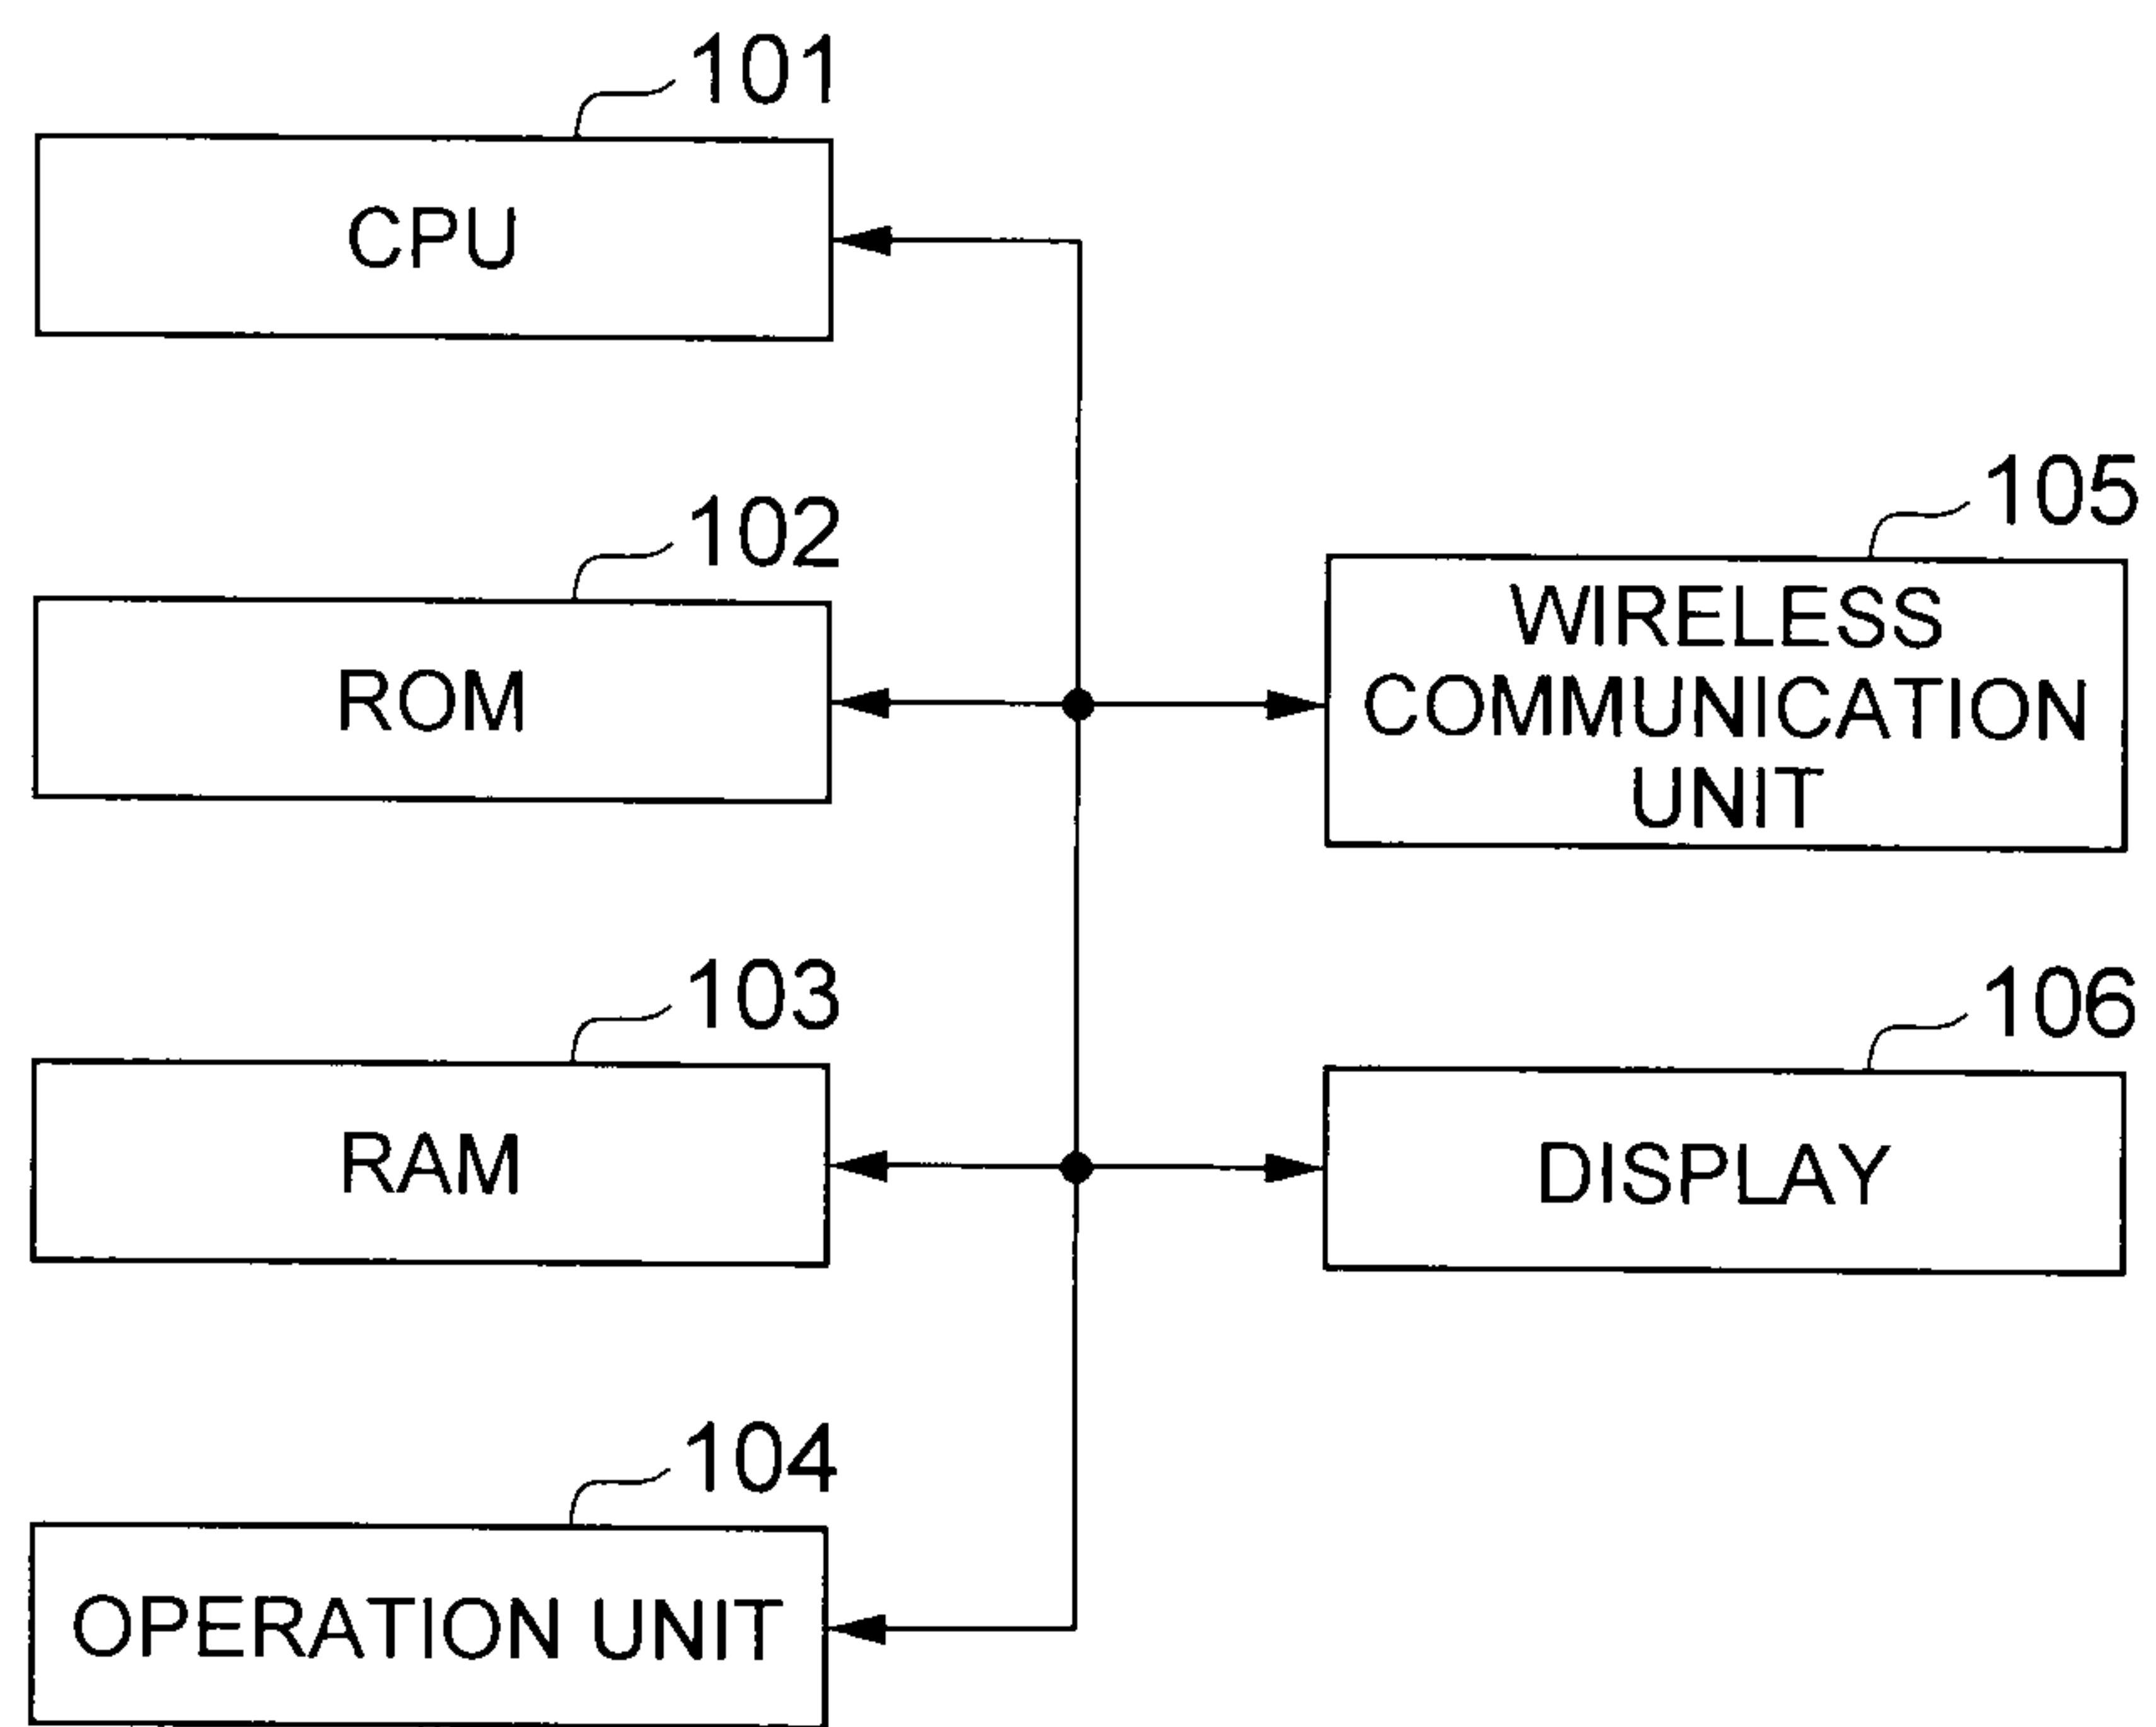 101
CPU
102
ROM
103
RAM
104
OPERATION UNIT
105
WIRELESS
COMMUNICATION
UNIT
106
DISPLAY